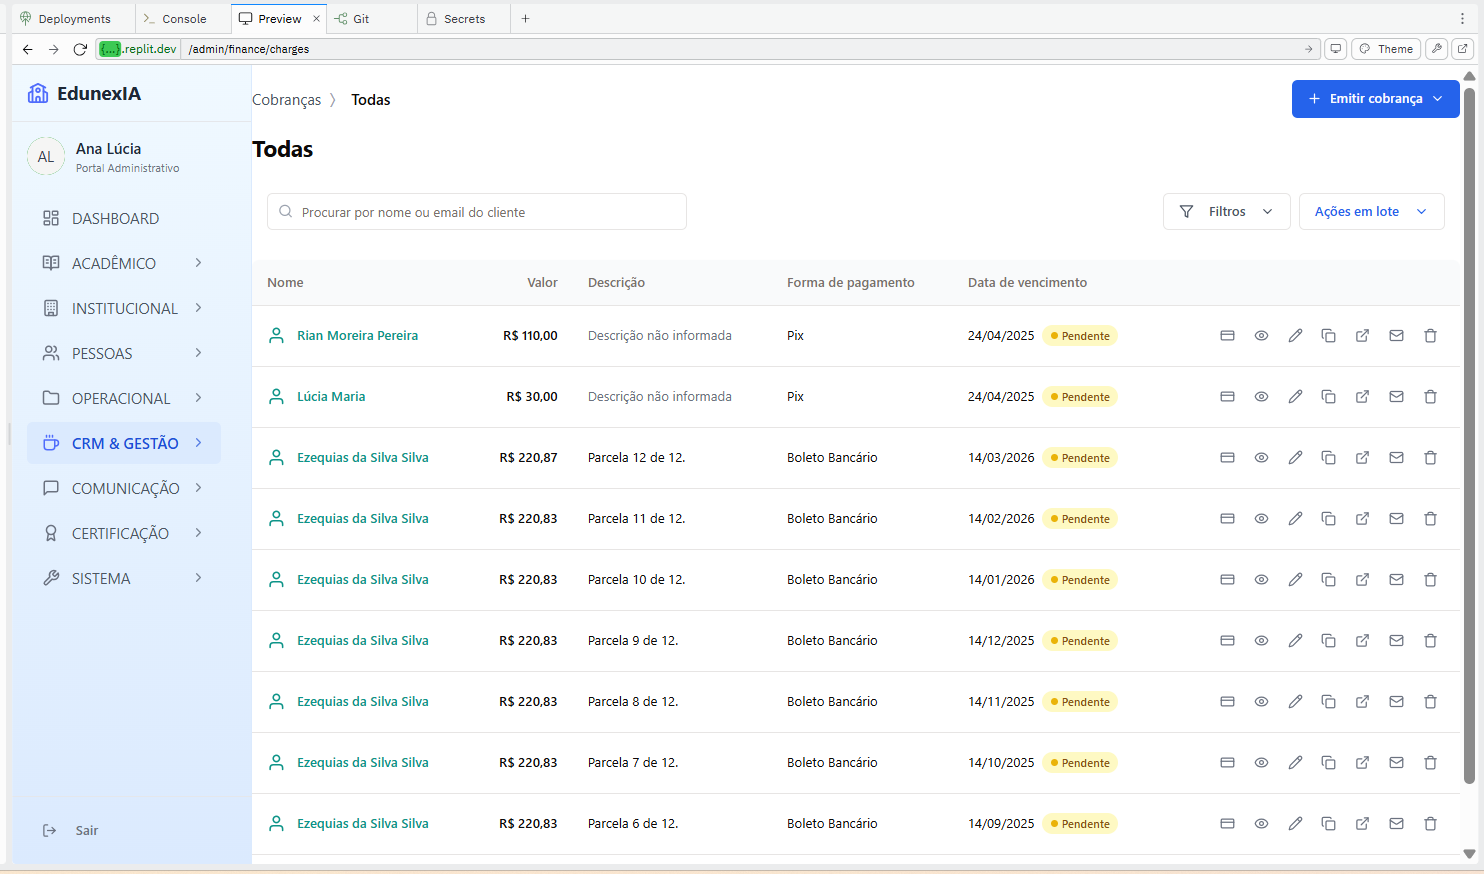 Deployments Console Preview Git Secrets
{...}.replit.dev /admin/finance/charges Theme
EdunexIA
AL Ana Lúcia
Portal Administrativo
DASHBOARD
ACADÊMICO
INSTITUCIONAL
PESSOAS
OPERACIONAL
CRM & GESTÃO
COMUNICAÇÃO
CERTIFICAÇÃO
SISTEMA
Sair
Cobranças Todas
+ Emitir cobrança
Todas
Procurar por nome ou email do cliente
Filtros
Ações em lote
Nome Valor Descrição Forma de pagamento Data de vencimento
Rian Moreira Pereira R$ 110,00 Descrição não informada Pix 24/04/2025 Pendente
Lúcia Maria R$ 30,00 Descrição não informada Pix 24/04/2025 Pendente
Ezequias da Silva Silva R$ 220,87 Parcela 12 de 12. Boleto Bancário 14/03/2026 Pendente
Ezequias da Silva Silva R$ 220,83 Parcela 11 de 12. Boleto Bancário 14/02/2026 Pendente
Ezequias da Silva Silva R$ 220,83 Parcela 10 de 12. Boleto Bancário 14/01/2026 Pendente
Ezequias da Silva Silva R$ 220,83 Parcela 9 de 12. Boleto Bancário 14/12/2025 Pendente
Ezequias da Silva Silva R$ 220,83 Parcela 8 de 12. Boleto Bancário 14/11/2025 Pendente
Ezequias da Silva Silva R$ 220,83 Parcela 7 de 12. Boleto Bancário 14/10/2025 Pendente
Ezequias da Silva Silva R$ 220,83 Parcela 6 de 12. Boleto Bancário 14/09/2025 Pendente